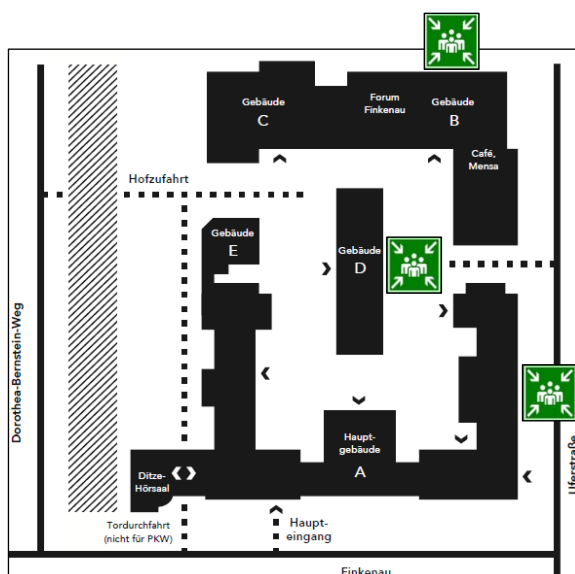 Gebäude
C
Forum
Finkenau
Gebäude
B
Café,
Mensa
Hofzufahrt
Gebäude
E
Gebäude
D
Dorothea-Bernstein-Weg
Haupt-
gebäude
A
Ditze-
Hörsaal
Uferstraße
Tordurchfahrt
(nicht für PKW)
Haupt-
eingang
Finkenau